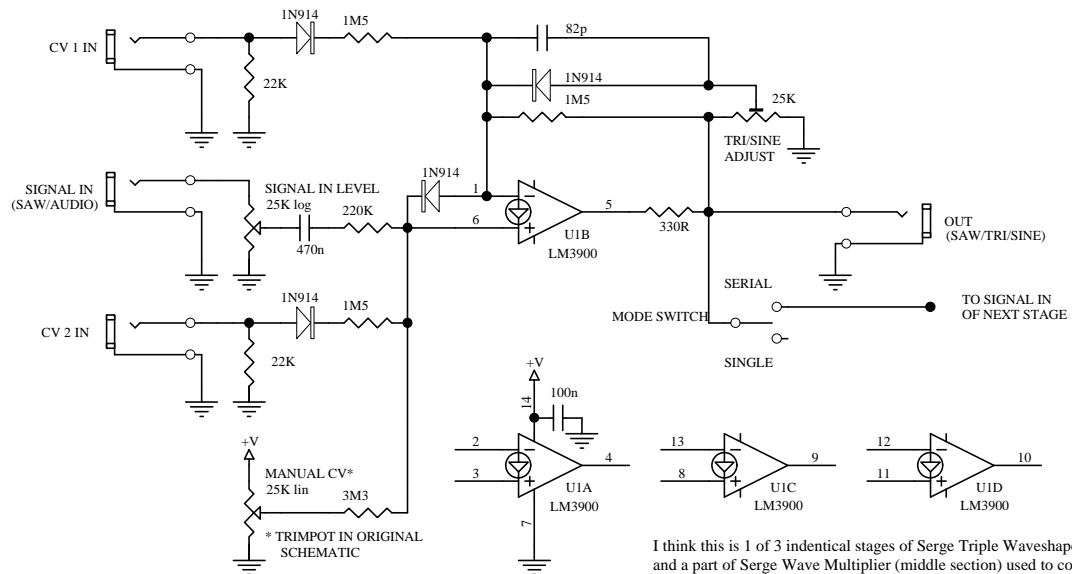 1N914
1M5
82p
CV 1 IN
22K
1N914
1M5
25K
TRI/SINE
ADJUST
1N914
SIGNAL IN
(SAW/AUDIO)
SIGNAL IN LEVEL
25K log
220K
470n
1
6
5
U1B
LM3900
330R
OUT
(SAW/TRI/SINE)
1N914
1M5
CV 2 IN
22K
SERIAL
MODE SWITCH
SINGLE
TO SIGNAL IN
OF NEXT STAGE
+V
MANUAL CV*
25K lin
3M3
* TRIMPOT IN ORIGINAL
SCHEMATIC
+V
14
100n
2
3
4
7
U1A
LM3900
13
8
9
U1C
LM3900
12
11
10
U1D
LM3900
I think this is 1 of 3 indentical stages of Serge Triple Waveshape
and a part of Serge Wave Multiplier (middle section) used to co